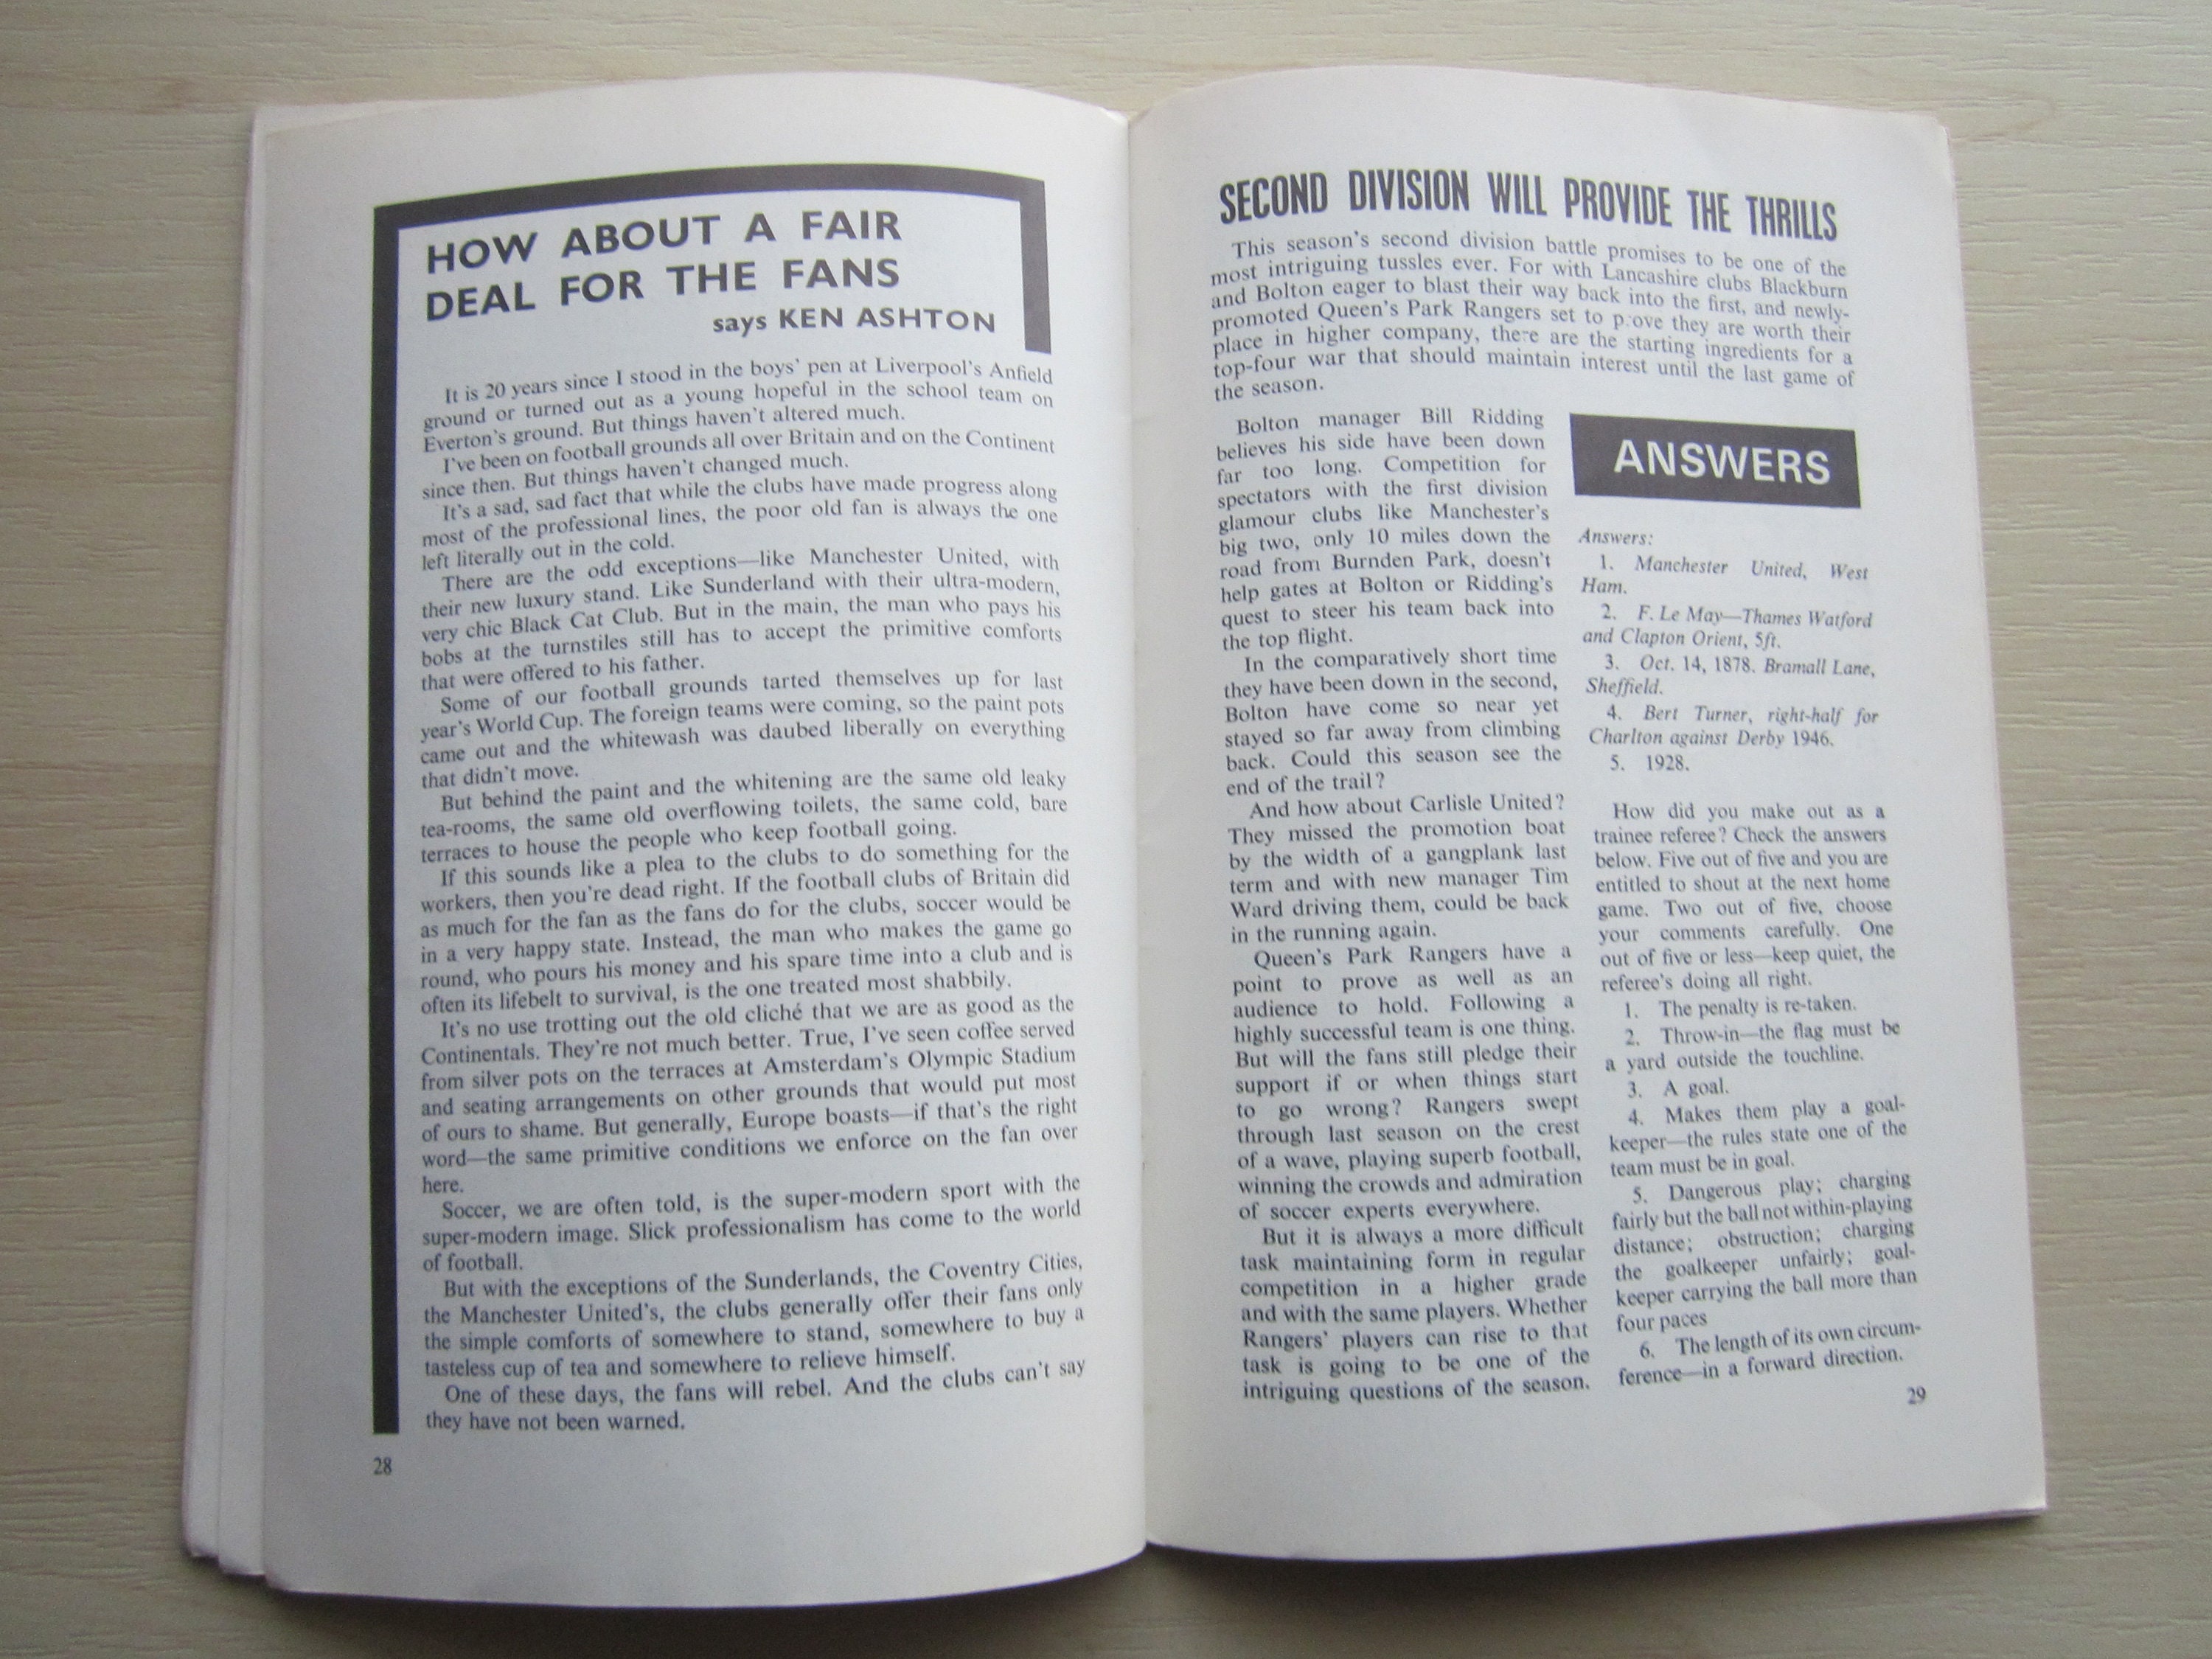 HOW ABOUT A FAIR
DEAL FOR THE FANS
says KEN ASHTON
It is 20 years since I stood in the boys' pen at Liverpool's Anfield
ground or turned out as a young hopeful in the school team on
Everton's ground. But things haven't altered much.
I've been on football grounds all over Britain and on the Continent
since then. But things haven't changed much.
It's a sad, sad fact that while the clubs have made progress along
most of the professional lines, the poor old fan is always the one
left literally out in the cold.
There are the odd exceptions—like Manchester United, with
their new luxury stand. Like Sunderland with their ultra-modern,
very chic Black Cat Club. But in the main, the man who pays his
bobs at the turnstiles still has to accept the primitive comforts
that were offered to his father.
Some of our football grounds tarted themselves up for last
year's World Cup. The foreign teams were coming, so the paint pots
came out and the whitewash was daubed liberally on everything
that didn't move.
But behind the paint and the whitening are the same old leaky
tea-rooms, the same old overflowing toilets, the same cold, bare
terraces to house the people who keep football going.
If this sounds like a plea to the clubs to do something for the
workers, then you're dead right. If the football clubs of Britain did
as much for the fan as the fans do for the clubs, soccer would be
in a very happy state. Instead, the man who makes the game go
round, who pours his money and his spare time into a club and is
often its lifebelt to survival, is the one treated most shabbily.
It's no use trotting out the old cliché that we are as good as the
Continentals. They're not much better. True, I've seen coffee served
from silver pots on the terraces at Amsterdam's Olympic Stadium
and seating arrangements on other grounds that would put most
of ours to shame. But generally, Europe boasts—if that's the right
word—the same primitive conditions we enforce on the fan over
here.
Soccer, we are often told, is the super-modern sport with the
super-modern image. Slick professionalism has come to the world
of football.
But with the exceptions of the Sunderlands, the Coventry Cities,
the Manchester United's, the clubs generally offer their fans only
the simple comforts of somewhere to stand, somewhere to buy a
tasteless cup of tea and somewhere to relieve himself.
One of these days, the fans will rebel. And the clubs can't say
they have not been warned.
28
SECOND DIVISION WILL PROVIDE THE THRILLS
This season's second division battle promises to be one of the
most intriguing tussles ever. For with Lancashire clubs Blackburn
and Bolton eager to blast their way back into the first, and newly-
promoted Queen's Park Rangers set to prove they are worth their
place in higher company, there are the starting ingredients for a
top-four war that should maintain interest until the last game of
the season.
Bolton manager Bill Ridding
believes his side have been down
far too long. Competition for
spectators with the first division
glamour clubs like Manchester's
big two, only 10 miles down the
road from Burnden Park, doesn't
help gates at Bolton or Ridding's
quest to steer his team back into
the top flight.
In the comparatively short time
they have been down in the second,
Bolton have come so near yet
stayed so far away from climbing
back. Could this season see the
end of the trail?
And how about Carlisle United?
They missed the promotion boat
by the width of a gangplank last
term and with new manager Tim
Ward driving them, could be back
in the running again.
Queen's Park Rangers have a
point to prove as well as an
audience to hold. Following a
highly successful team is one thing.
But will the fans still pledge their
support if or when things start
to go wrong? Rangers swept
through last season on the crest
of a wave, playing superb football,
winning the crowds and admiration
of soccer experts everywhere.
But it is always a more difficult
task maintaining form in regular
competition in a higher grade
and with the same players. Whether
Rangers' players can rise to that
task is going to be one of the
intriguing questions of the season.
ANSWERS
Answers:
1. Manchester United, West
Ham.
2. F. Le May—Thames Watford
and Clapton Orient, 5ft.
3. Oct. 14, 1878. Bramall Lane,
Sheffield.
4. Bert Turner, right-half for
Charlton against Derby 1946.
5. 1928.
How did you make out as a
trainee referee? Check the answers
below. Five out of five and you are
entitled to shout at the next home
game. Two out of five, choose
your comments carefully. One
out of five or less—keep quiet, the
referee's doing all right.
1. The penalty is re-taken.
2. Throw-in—the flag must be
a yard outside the touchline.
3. A goal.
4. Makes them play a goal-
keeper—the rules state one of the
team must be in goal.
5. Dangerous play; charging
fairly but the ball not within-playing
distance; obstruction; charging
the goalkeeper unfairly; goal-
keeper carrying the ball more than
four paces
6. The length of its own circum-
ference—in a forward direction.
29